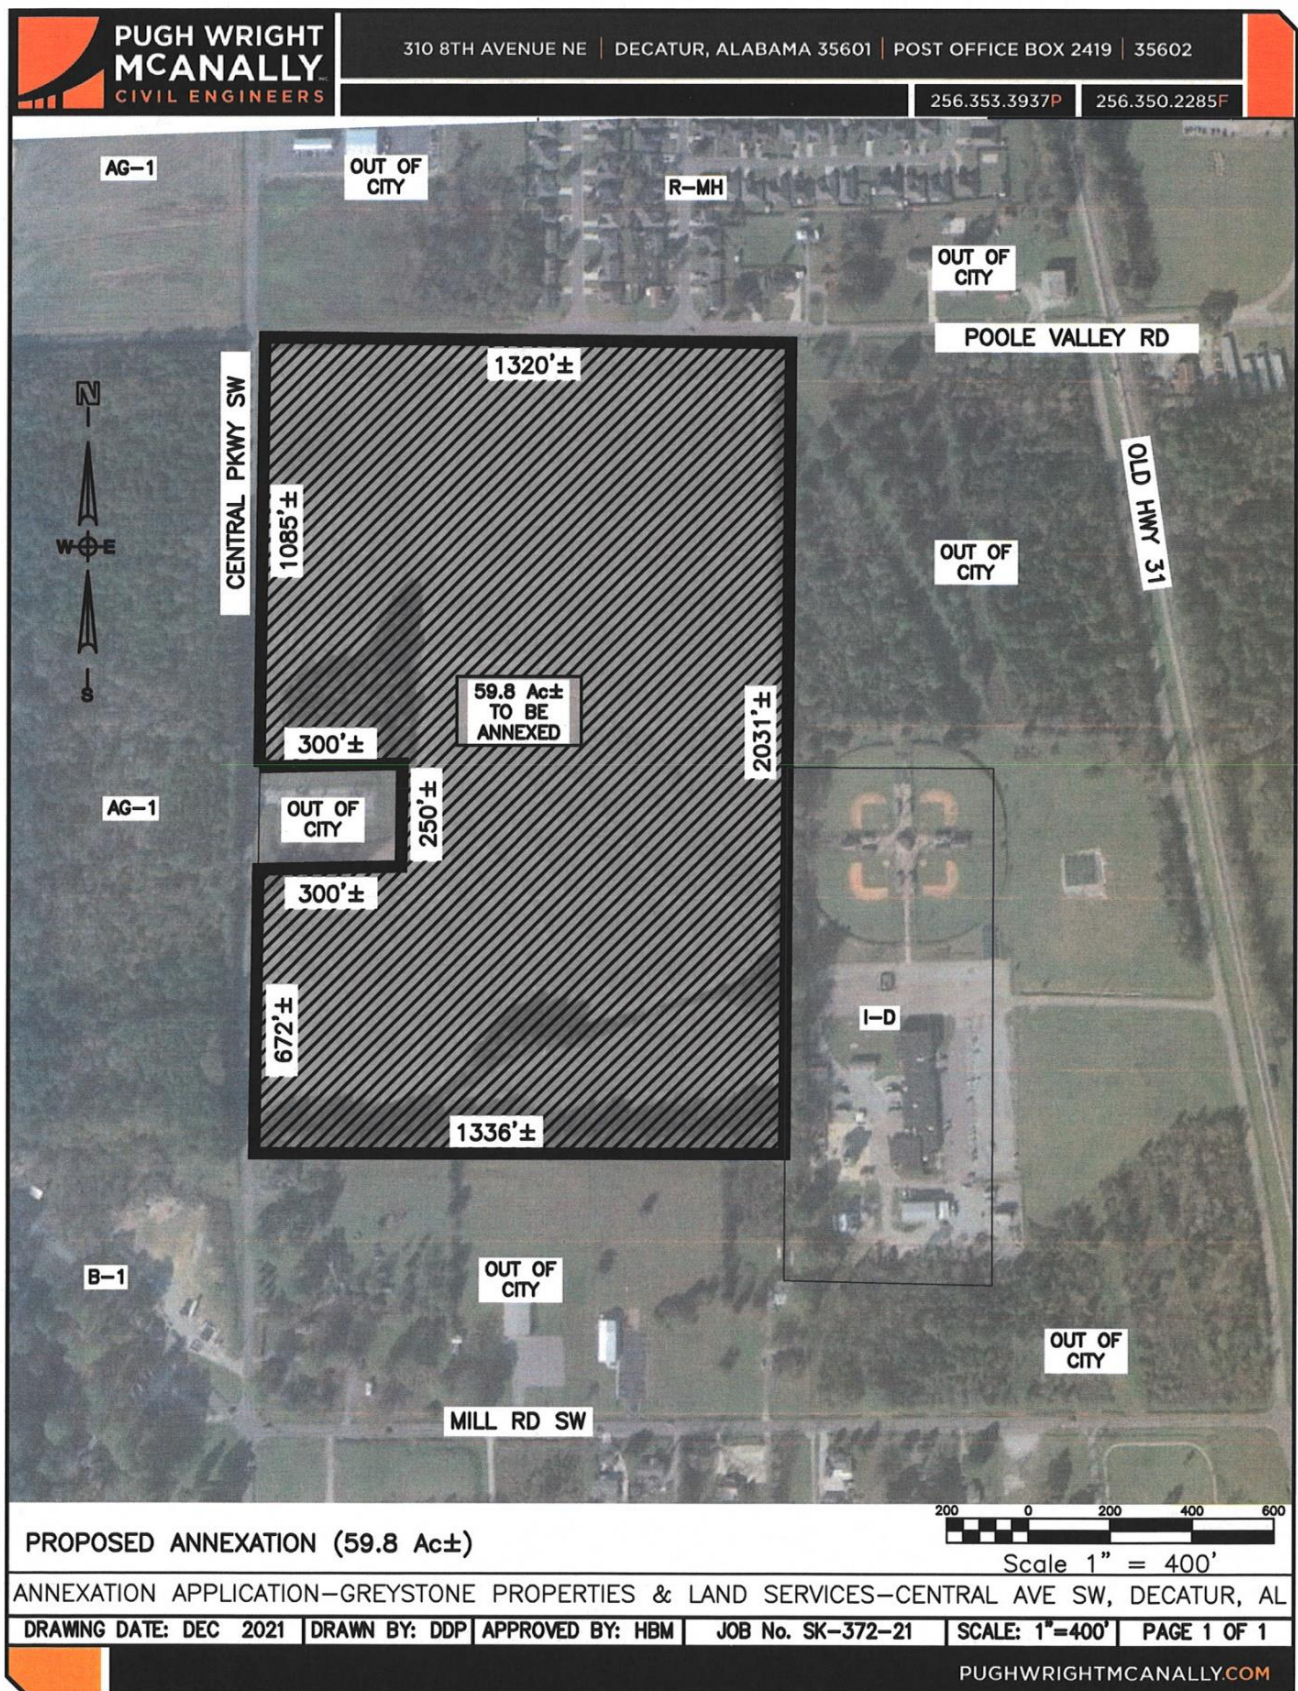 PUGH WRIGHT
MCANALLY INC.
CIVIL ENGINEERS
310 8TH AVENUE NE | DECATUR, ALABAMA 35601 | POST OFFICE BOX 2419 | 35602
256.353.3937P
256.350.2285F
AG-1
OUT OF
CITY
R-MH
OUT OF
CITY
POOLE VALLEY RD
1320'±
N
CENTRAL PKWY SW
1085'±
OLD HWY 31
W E
OUT OF
CITY
S
59.8 Ac±
TO BE
ANNEXED
2031'±
300'±
AG-1
OUT OF
CITY
250'±
300'±
672'±
I-D
1336'±
B-1
OUT OF
CITY
OUT OF
CITY
MILL RD SW
PROPOSED ANNEXATION (59.8 Ac±)
200 0 200 400 600
Scale 1" = 400'
ANNEXATION APPLICATION-GREYSTONE PROPERTIES & LAND SERVICES-CENTRAL AVE SW, DECATUR, AL
DRAWING DATE: DEC 2021 | DRAWN BY: DDP | APPROVED BY: HBM | JOB No. SK-372-21 | SCALE: 1"=400' | PAGE 1 OF 1
PUGHWRIGHTMCANALLY.COM